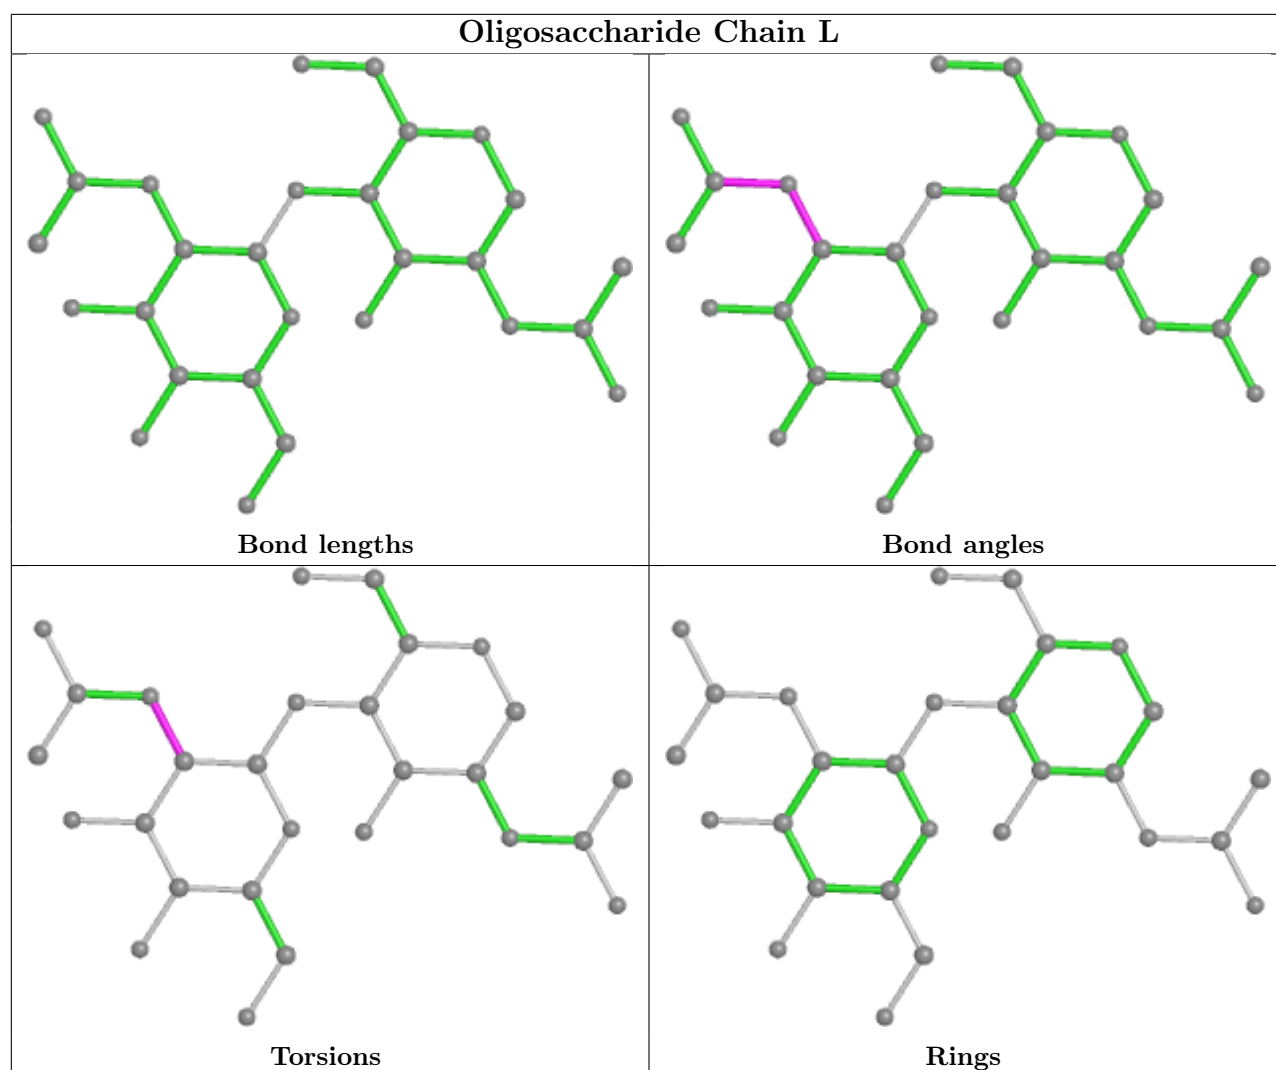 Oligosaccharide Chain L
Bond lengths
Bond angles
Torsions
Rings